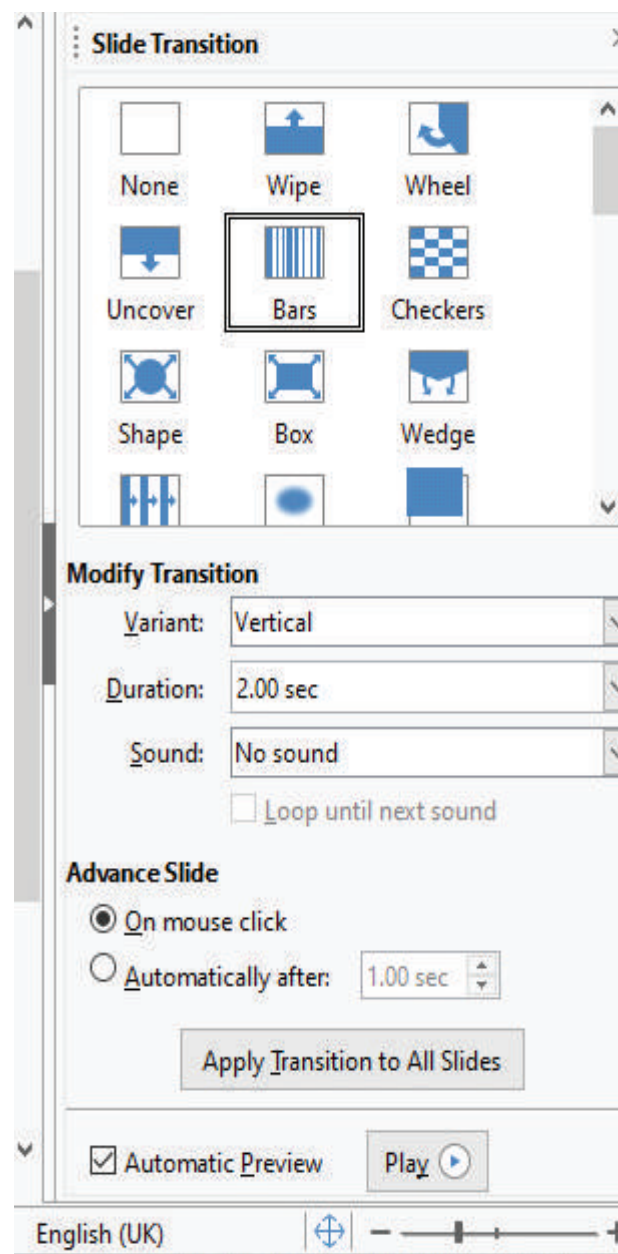 Slide Transition
None Wipe Wheel
Uncover Bars Checkers
Shape Box Wedge
Modify Transition
Variant: Vertical
Duration: 2.00 sec
Sound: No sound
Loop until next sound
Advance Slide
On mouse click
Automatically after: 1.00 sec
Apply Transition to All Slides
Automatic Preview Play
English (UK)